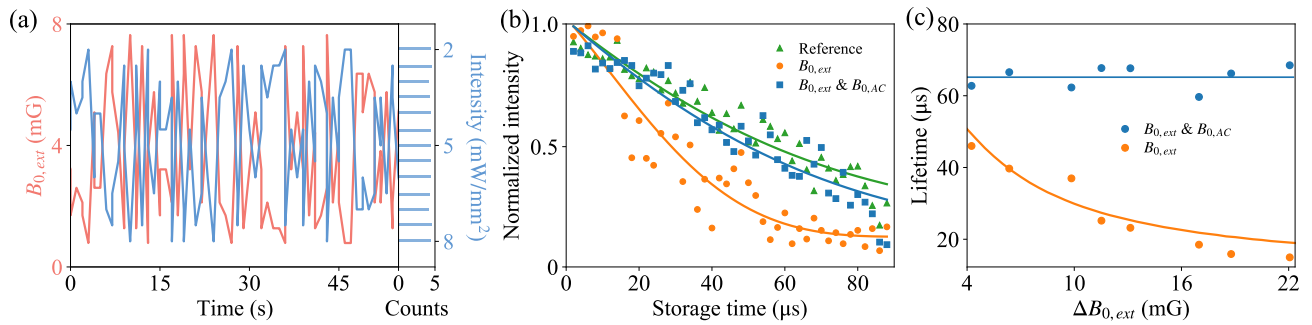 (a)
8
4
0
B0,ext (mG)
0
15
30
45
0
5
Time (s)
Counts
2
5
8
Intensity (mW/mm²)
(b)
1.0
0.5
0
Normalized intensity
Reference
B0,ext
B0,ext & B0,AC
0
20
40
60
80
Storage time (μs)
(c)
80
60
40
20
Lifetime (μs)
B0,ext & B0,AC
B0,ext
4
10
16
22
ΔB0,ext (mG)